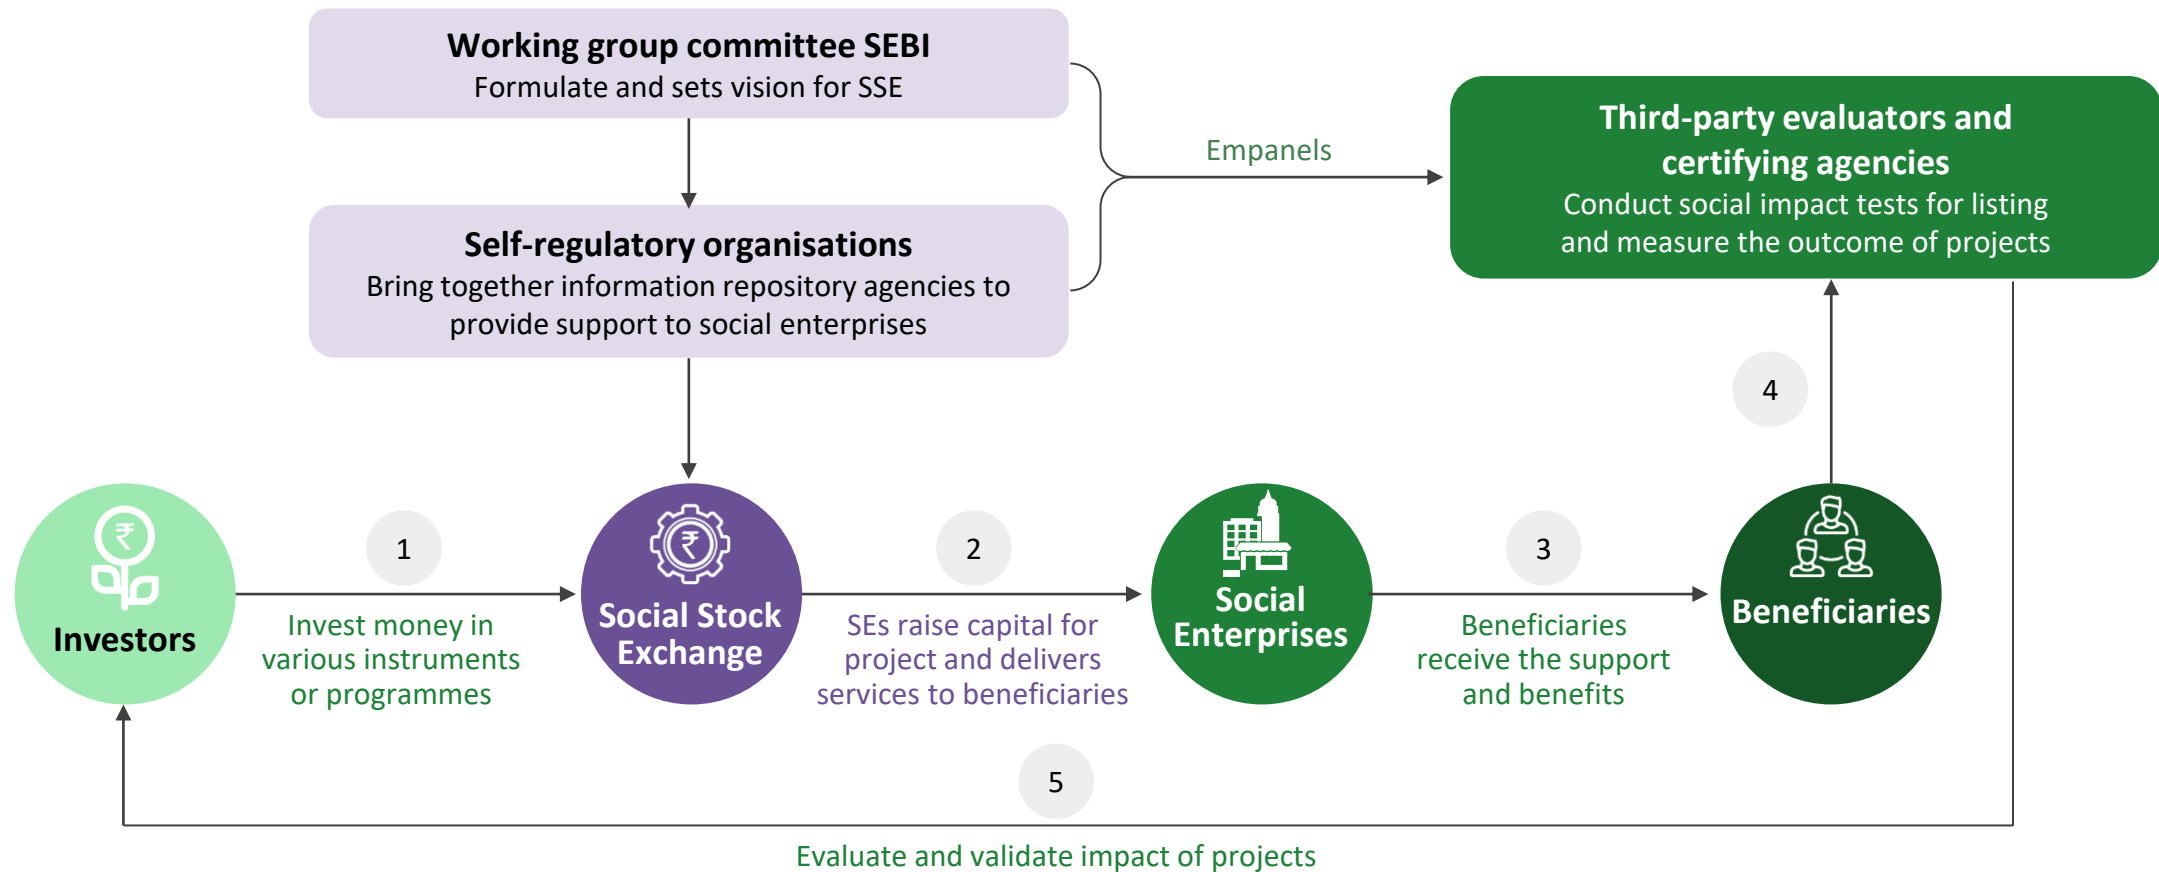 Working group committee SEBI
Formulate and sets vision for SSE
Empanels
Third-party evaluators and
certifying agencies
Conduct social impact tests for listing
and measure the outcome of projects
Self-regulatory organisations
Bring together information repository agencies to
provide support to social enterprises
4
₹
Investors
1
Invest money in
various instruments
or programmes
₹
Social Stock
Exchange
2
SEs raise capital for
project and delivers
services to beneficiaries
Social
Enterprises
3
Beneficiaries
receive the support
and benefits
Beneficiaries
5
Evaluate and validate impact of projects